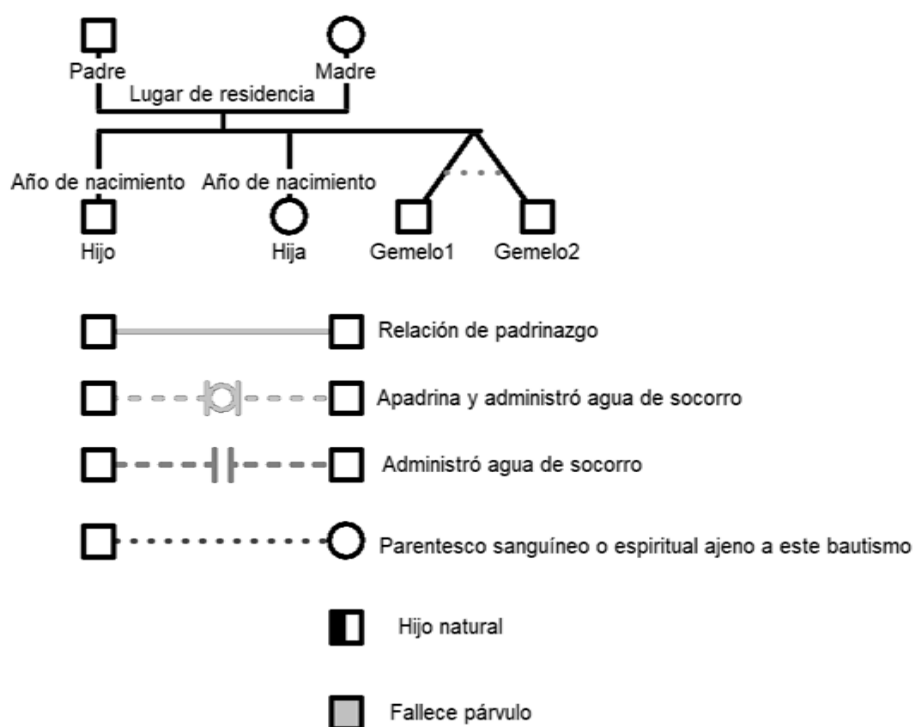 Padre
Madre
Lugar de residencia
Año de nacimiento
Año de nacimiento
Hijo
Hija
Gemelo1
Gemelo2
Relación de padrinazgo
Apadrina y administró agua de socorro
Administró agua de socorro
Parentesco sanguíneo o espiritual ajeno a este bautismo
Hijo natural
Fallece párvulo